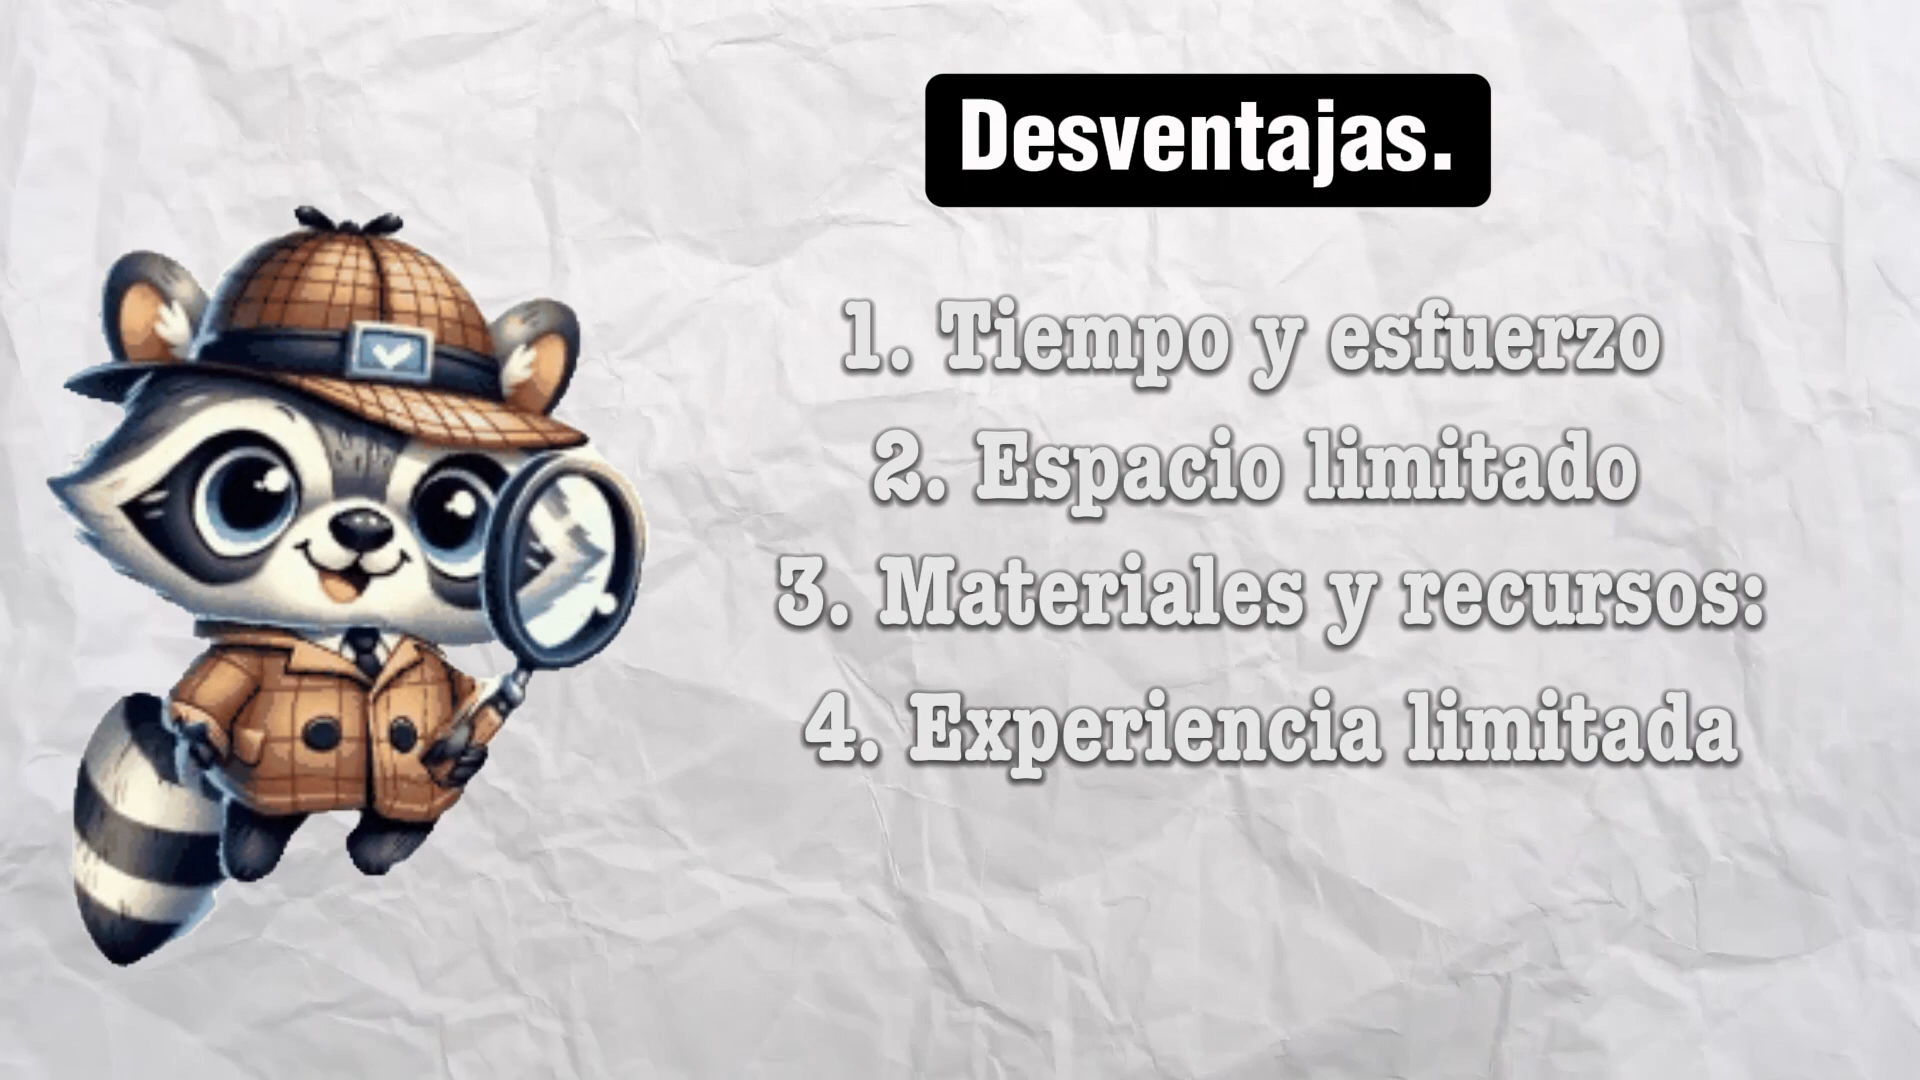 Desventajas.
1. Tiempo y esfuerzo
2. Espacio limitado
3. Materiales y recursos:
4. Experiencia limitada